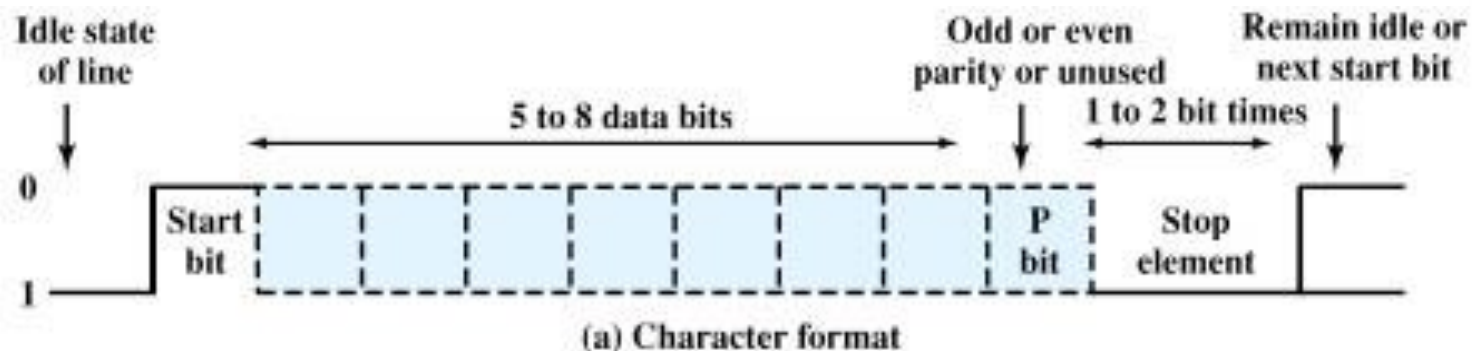 Idle state
of line
Odd or even
parity or unused
Remain idle or
next start bit
5 to 8 data bits
1 to 2 bit times
0
Start
bit
P
bit
Stop
element
1
(a) Character format